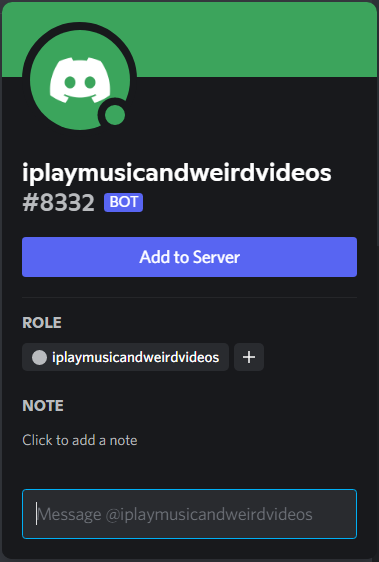 iplaymusicandweirdvideos
#8332 BOT
Add to Server
ROLE
iplaymusicandweirdvideos +
NOTE
Click to add a note
Message @iplaymusicandweirdvideos